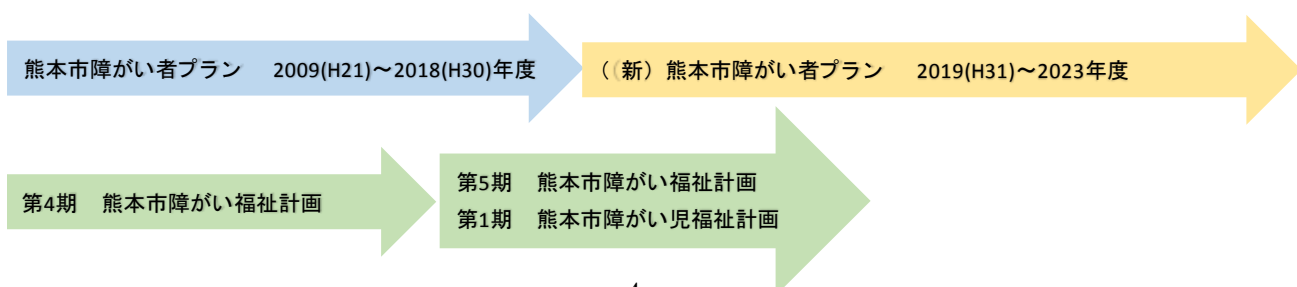 熊本市障がい者プラン　2009(H21)～2018(H30)年度
（（新）熊本市障がい者プラン　2019(H31)～2023年度
第4期　熊本市障がい福祉計画
第5期　熊本市障がい福祉計画
第1期　熊本市障がい児福祉計画